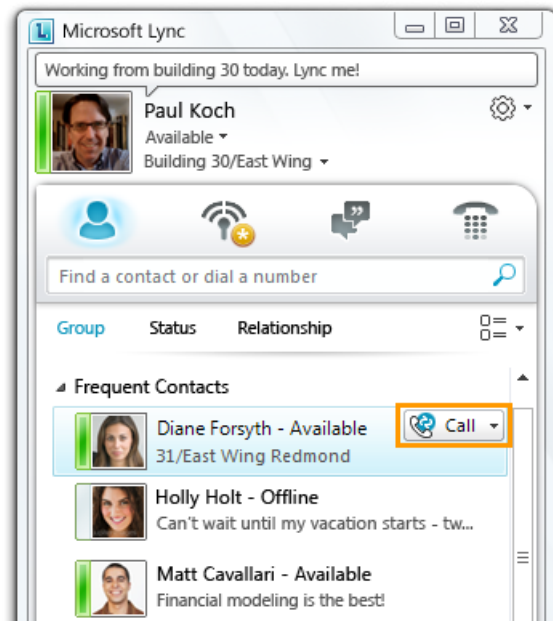 Microsoft Lync
Working from building 30 today. Lync me!
Paul Koch
Available
Building 30/East Wing
Find a contact or dial a number
Group Status Relationship
Frequent Contacts
Diane Forsyth - Available Call
31/East Wing Redmond
Holly Holt - Offline
Can't wait until my vacation starts - tw...
Matt Cavallari - Available
Financial modeling is the best!